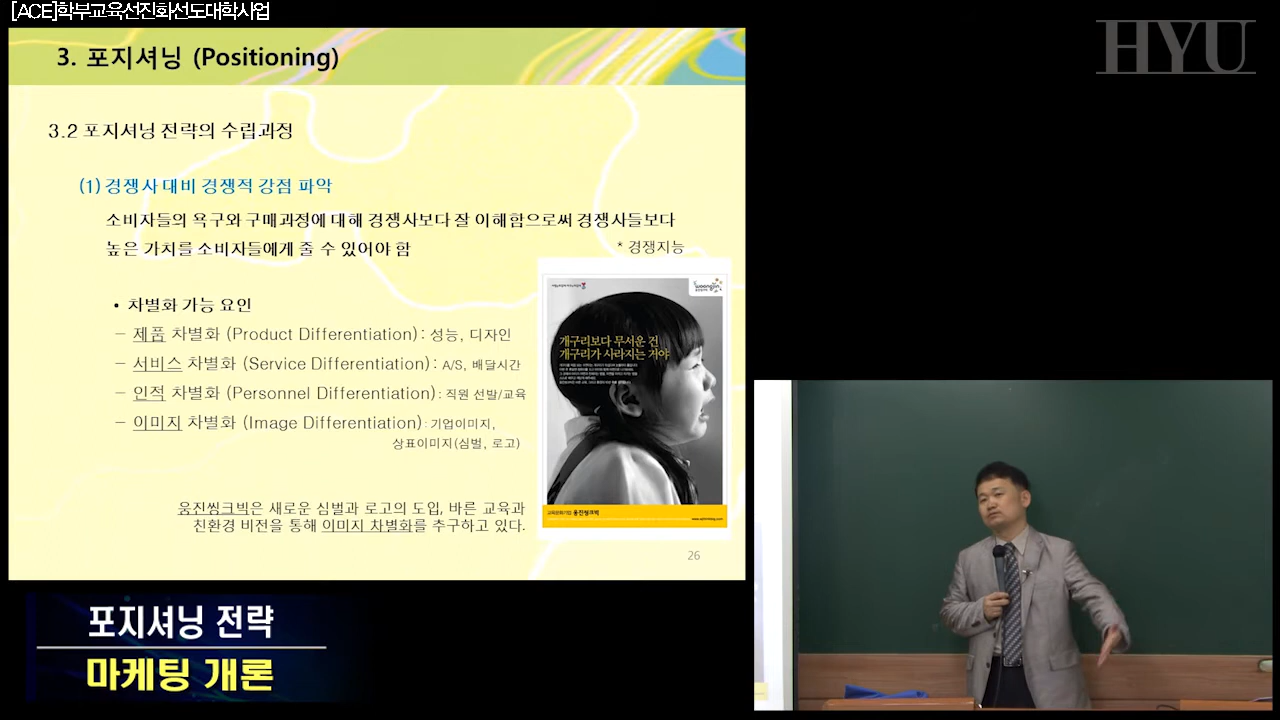 [ACE]학부교육선진화선도대학사업
HYU
3. 포지셔닝 (Positioning)
3.2 포지셔닝 전략의 수립과정
(1) 경쟁사 대비 경쟁적 강점 파악
소비자들의 욕구와 구매과정에 대해 경쟁사보다 잘 이해함으로써 경쟁사들보다
높은 가치를 소비자들에게 줄 수 있어야 함
* 경쟁지능
• 차별화 가능 요인
– 제품 차별화 (Product Differentiation) : 성능, 디자인
– 서비스 차별화 (Service Differentiation) : A/S, 배달시간
– 인적 차별화 (Personnel Differentiation) : 직원 선발/교육
– 이미지 차별화 (Image Differentiation) : 기업이미지,
상표이미지(심벌, 로고)
woongjin
개구리보다 무서운 건
개구리가 사라지는 거야
교육문화기업 웅진씽크빅
웅진씽크빅은 새로운 심벌과 로고의 도입, 바른 교육과
친환경 비전을 통해 이미지 차별화를 추구하고 있다.
26
포지셔닝 전략
마케팅 개론